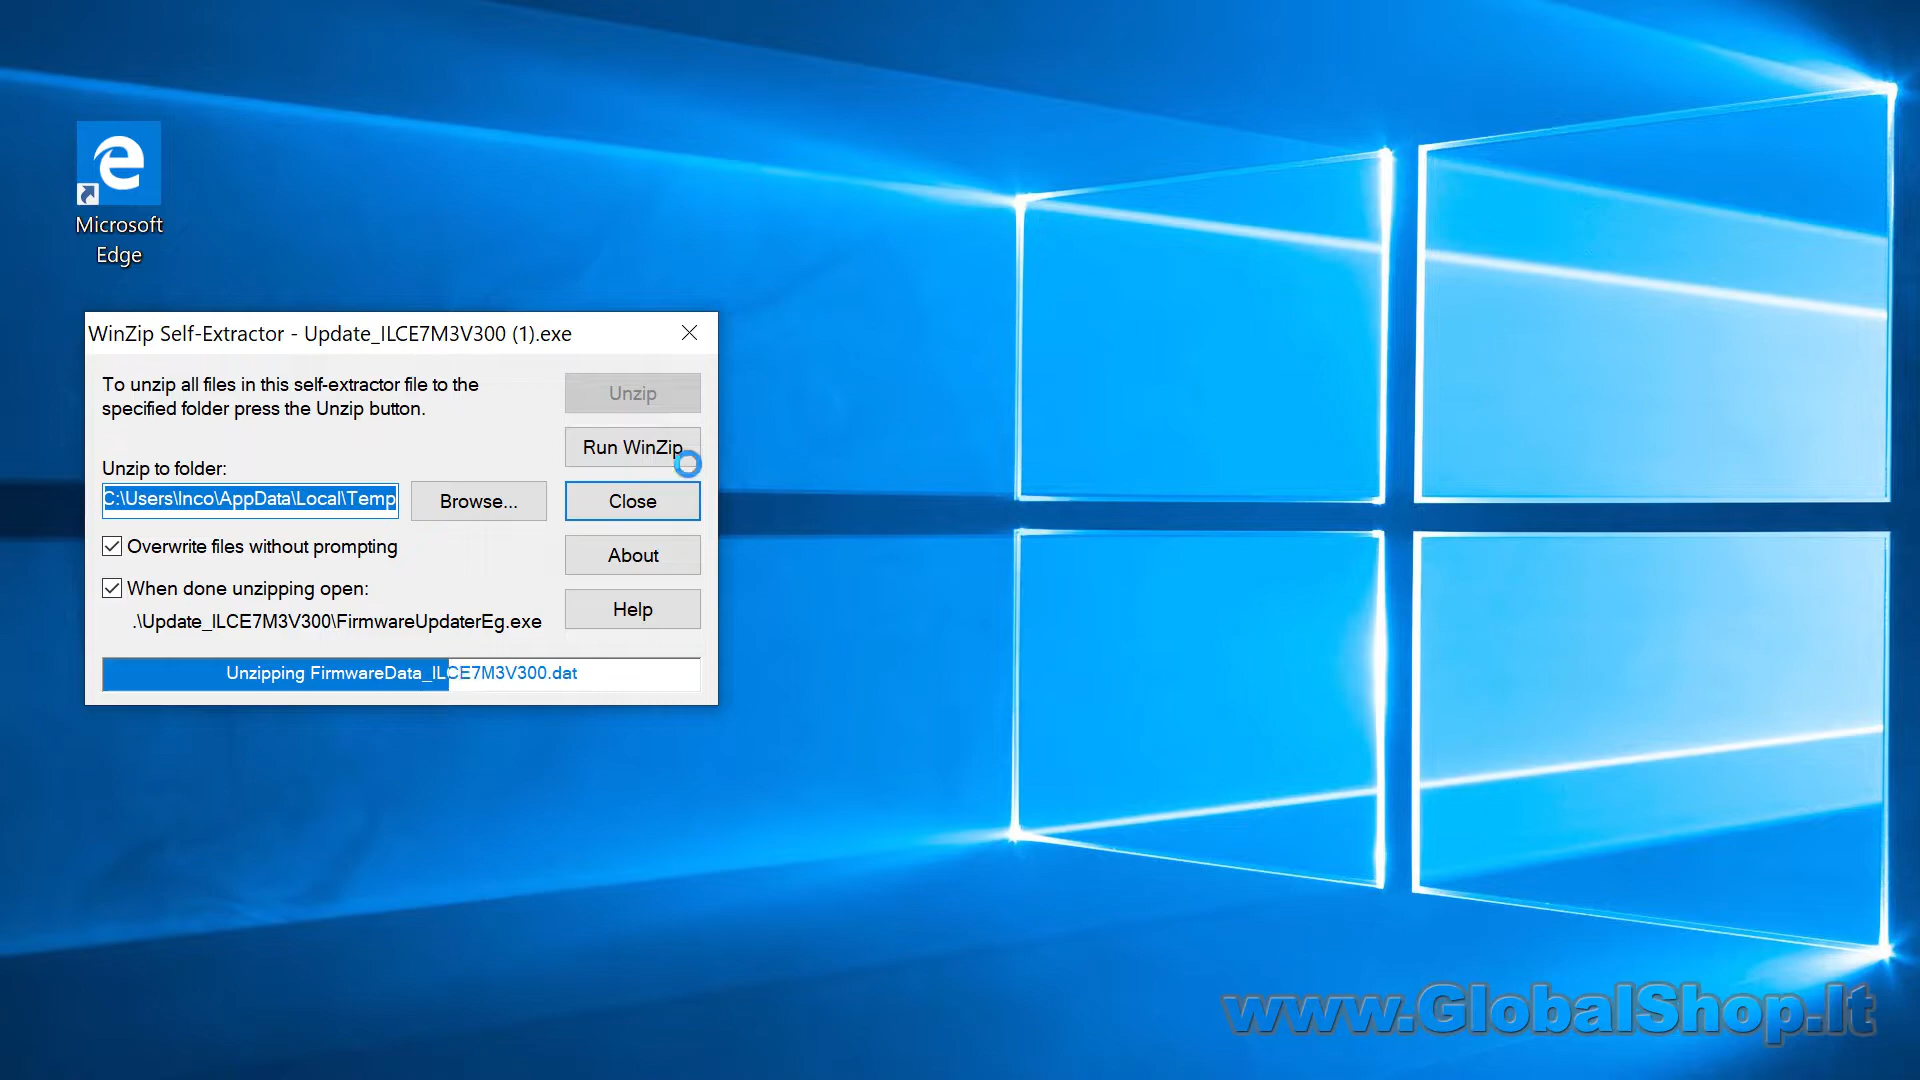 Microsoft
Edge
WinZip Self-Extractor - Update_ILCE7M3V300 (1).exe
To unzip all files in this self-extractor file to the
specified folder press the Unzip button.
Unzip
Run WinZip
Unzip to folder:
C:\Users\Inco\AppData\Local\Temp
Browse...
Close
Overwrite files without prompting
About
When done unzipping open:
.\Update_ILCE7M3V300\FirmwareUpdaterEg.exe
Help
Unzipping FirmwareData_ILCE7M3V300.dat
www.GlobalShop.lt